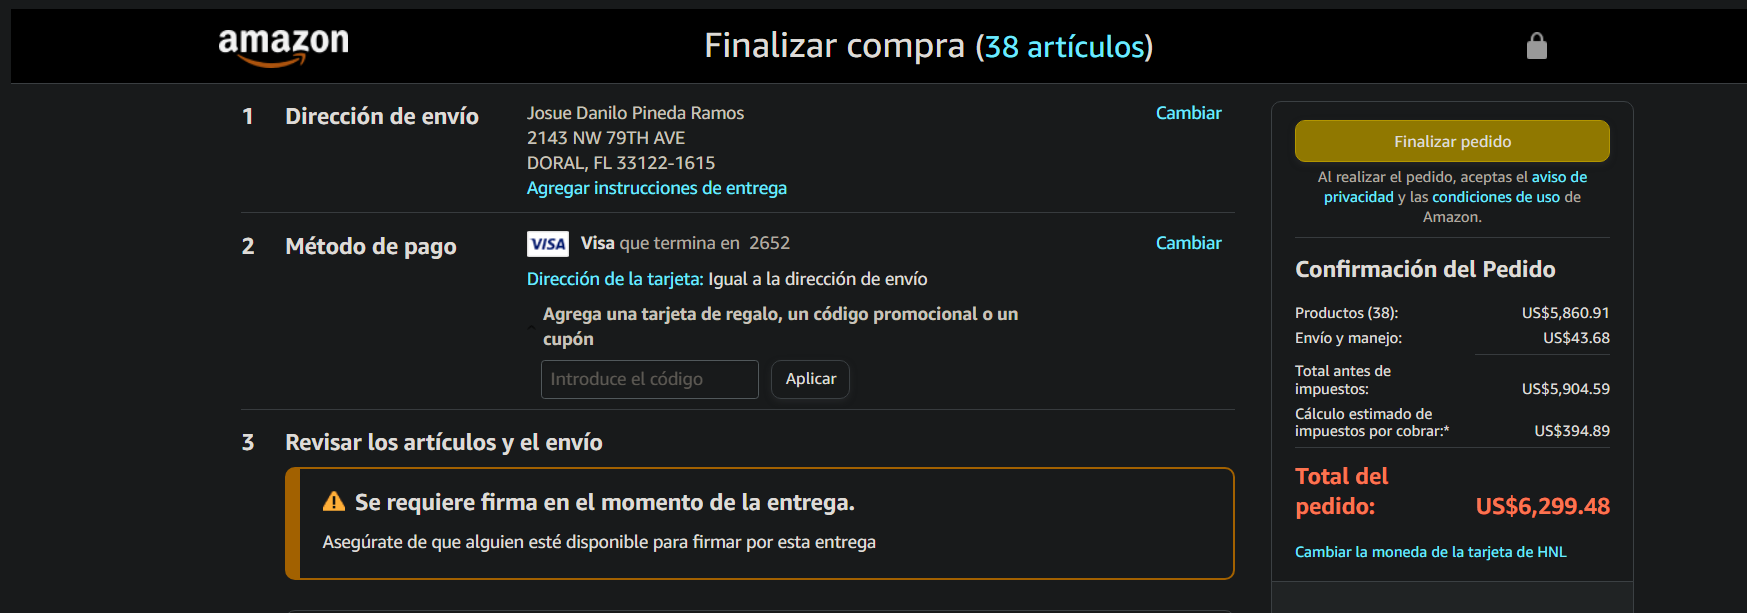 amazon
Finalizar compra (38 artículos)
1 Dirección de envío
Josue Danilo Pineda Ramos
2143 NW 79TH AVE
DORAL, FL 33122-1615
Agregar instrucciones de entrega
Cambiar
2 Método de pago
VISA Visa que termina en 2652
Cambiar
Dirección de la tarjeta: Igual a la dirección de envío
Agrega una tarjeta de regalo, un código promocional o un
cupón
Introduce el código
Aplicar
3 Revisar los artículos y el envío
Se requiere firma en el momento de la entrega.
Asegúrate de que alguien esté disponible para firmar por esta entrega
Finalizar pedido
Al realizar el pedido, aceptas el aviso de
privacidad y las condiciones de uso de
Amazon.
Confirmación del Pedido
Productos (38): US$5,860.91
Envío y manejo: US$43.68
Total antes de
impuestos: US$5,904.59
Cálculo estimado de
impuestos por cobrar:* US$394.89
Total del
pedido: US$6,299.48
Cambiar la moneda de la tarjeta de HNL